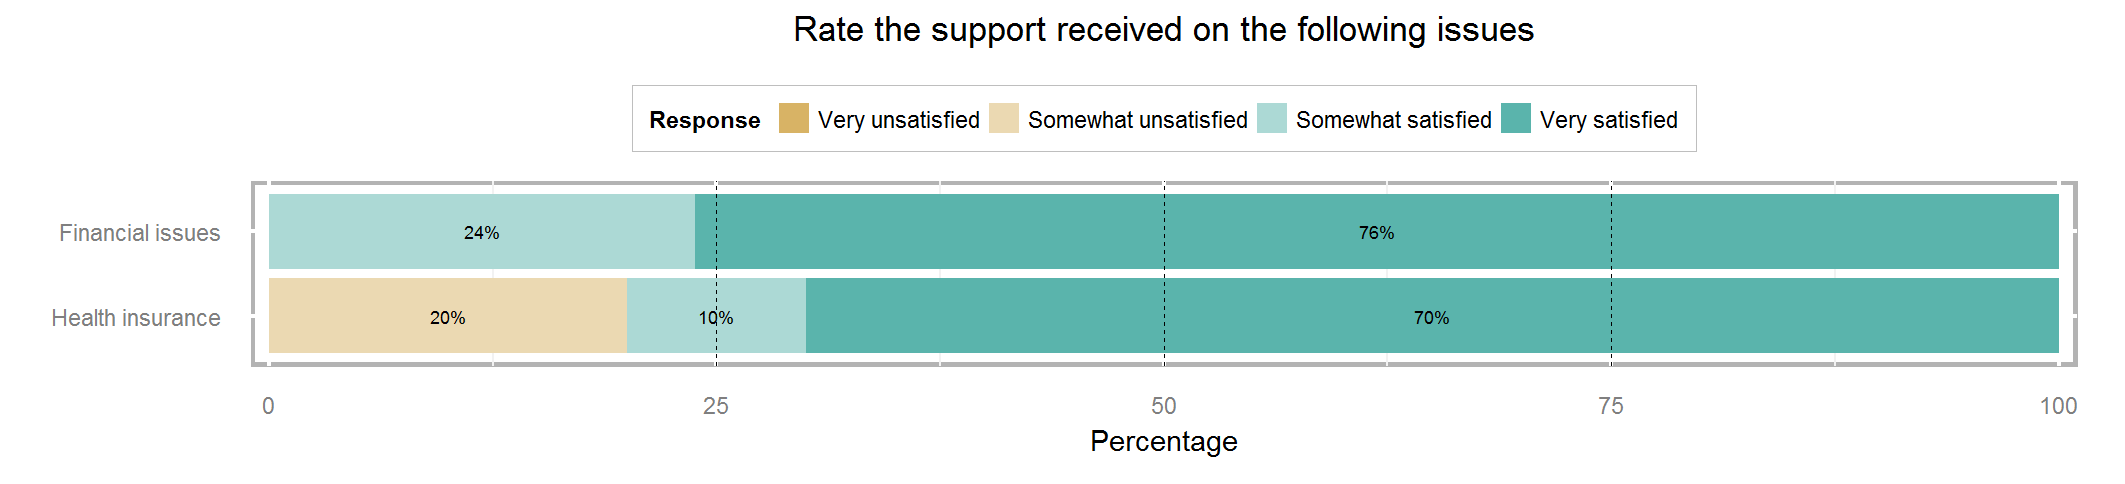 Rate the support received on the following issues
Response Very unsatisfied Somewhat unsatisfied Somewhat satisfied Very satisfied
Financial issues 24% 76%
Health insurance 20% 10% 70%
0 25 50 75 100
Percentage